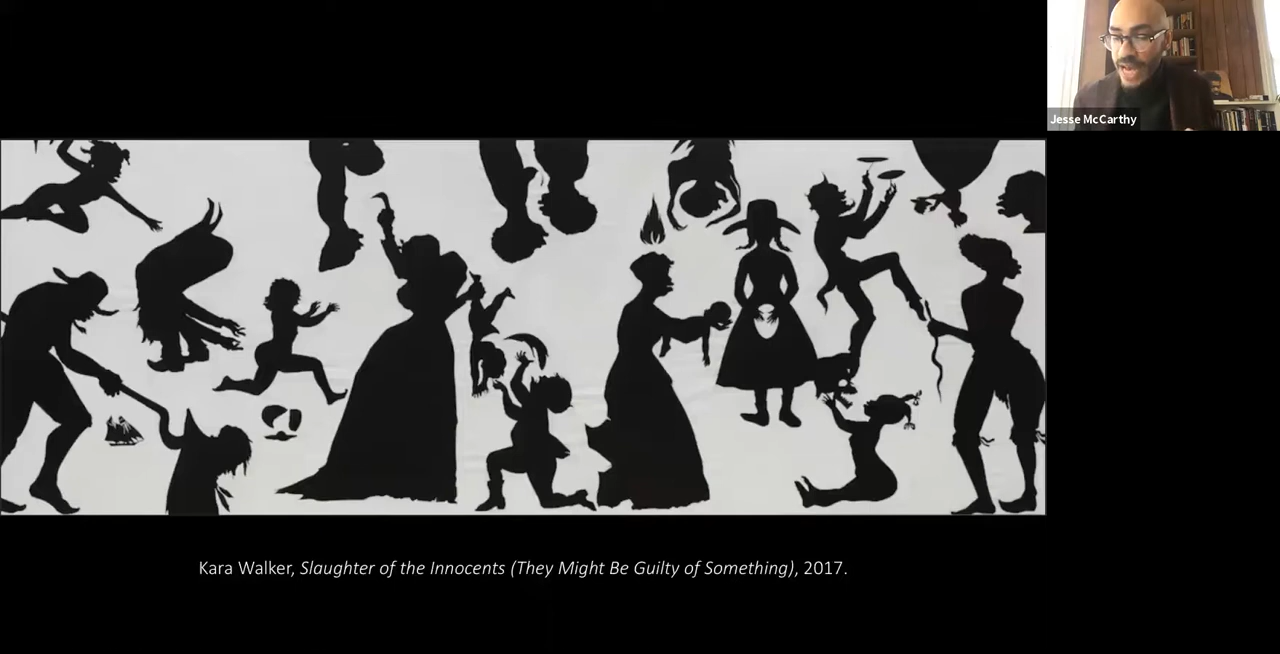 Jesse McCarthy
Kara Walker, Slaughter of the Innocents (They Might Be Guilty of Something), 2017.